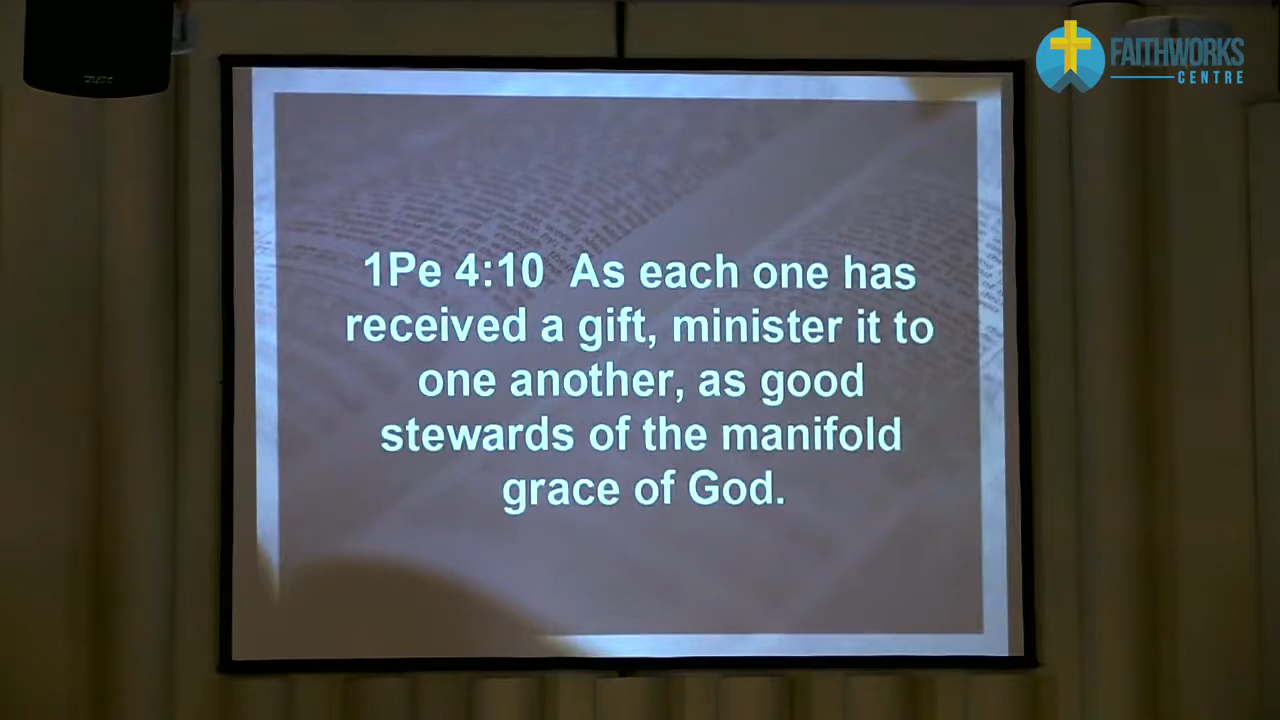 FAITHWORKS
CENTRE
1Pe 4:10 As each one has
received a gift, minister it to
one another, as good
stewards of the manifold
grace of God.